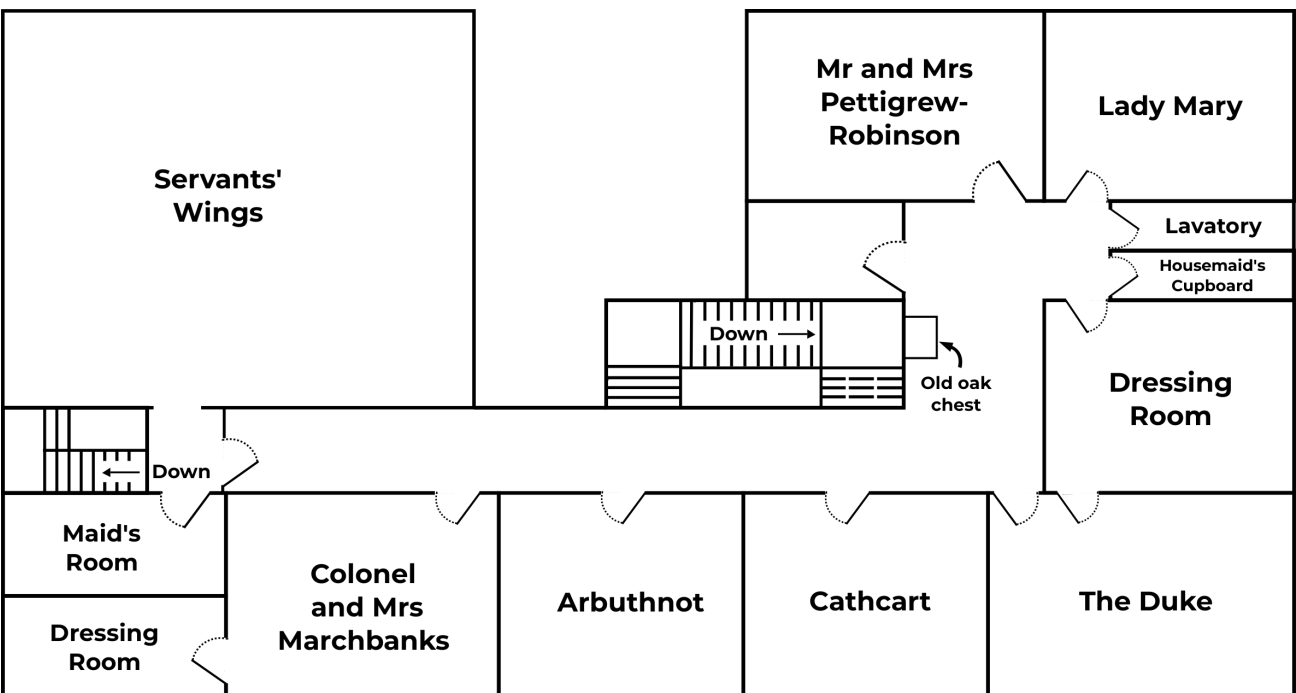 Mr and Mrs
Pettigrew-
Robinson
Lady Mary
Servants'
Wings
Lavatory
Housemaid's
Cupboard
Down
Old oak
chest
Dressing
Room
Down
Maid's
Room
Colonel
and Mrs
Marchbanks
Arbuthnot
Cathcart
The Duke
Dressing
Room